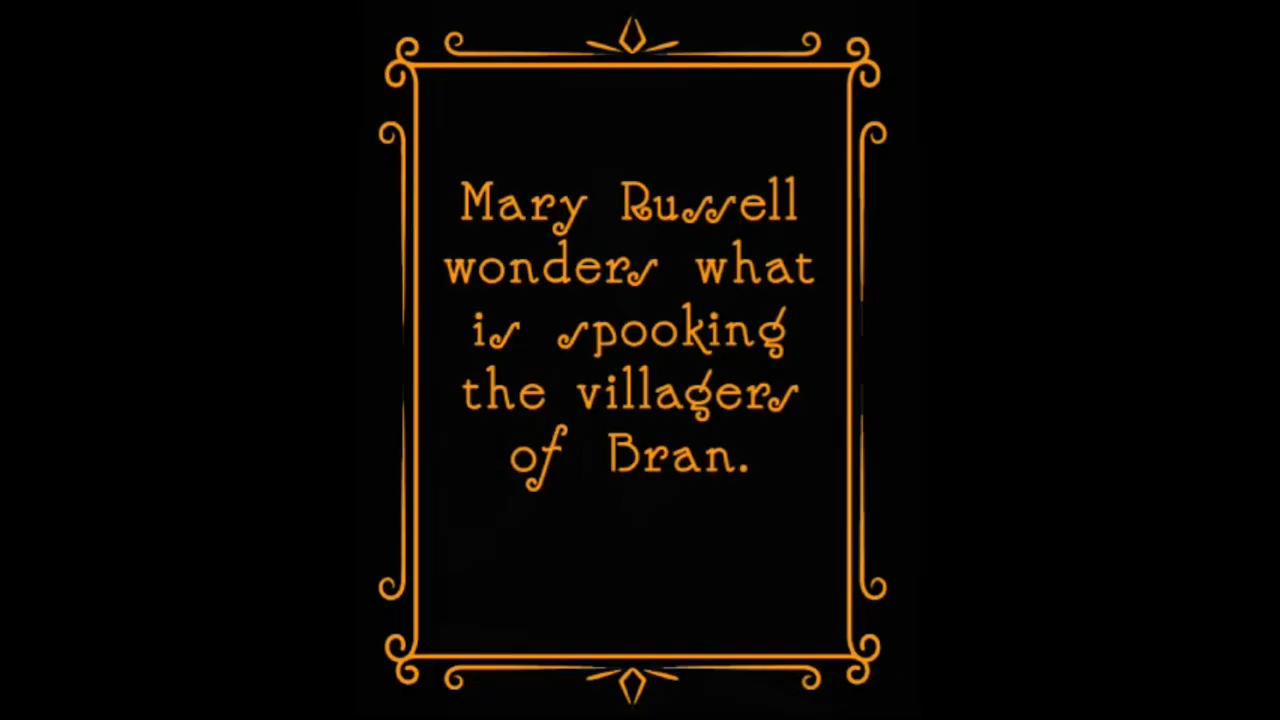 Mary Russell
wonders what
is spooking
the villagers
of Bran.